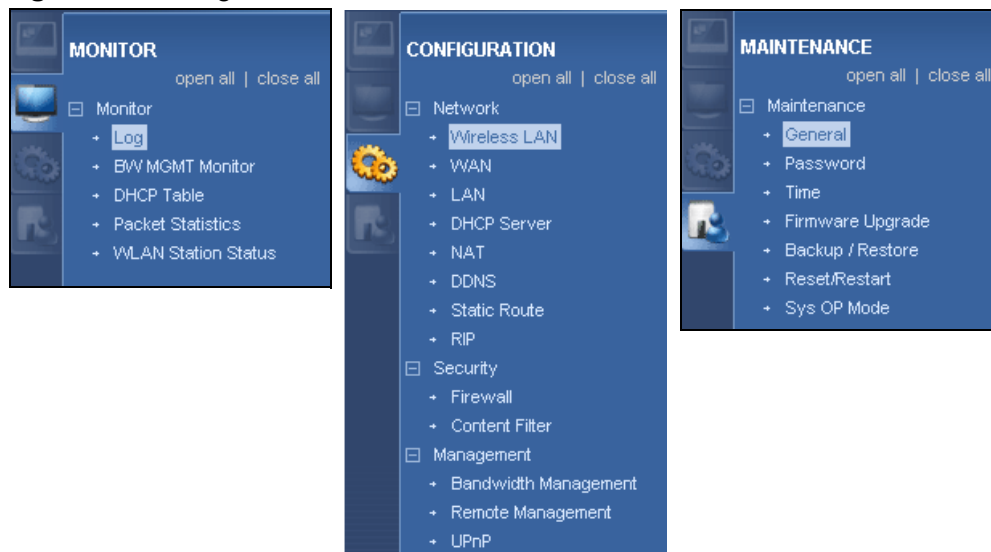 MONITOR
open all | close all
Monitor
Log
BW MGMT Monitor
DHCP Table
Packet Statistics
WLAN Station Status
CONFIGURATION
open all | close all
Network
Wireless LAN
WAN
LAN
DHCP Server
NAT
DDNS
Static Route
RIP
Security
Firewall
Content Filter
Management
Bandwidth Management
Remote Management
UPnP
MAINTENANCE
open all | close all
Maintenance
General
Password
Time
Firmware Upgrade
Backup / Restore
Reset/Restart
Sys OP Mode